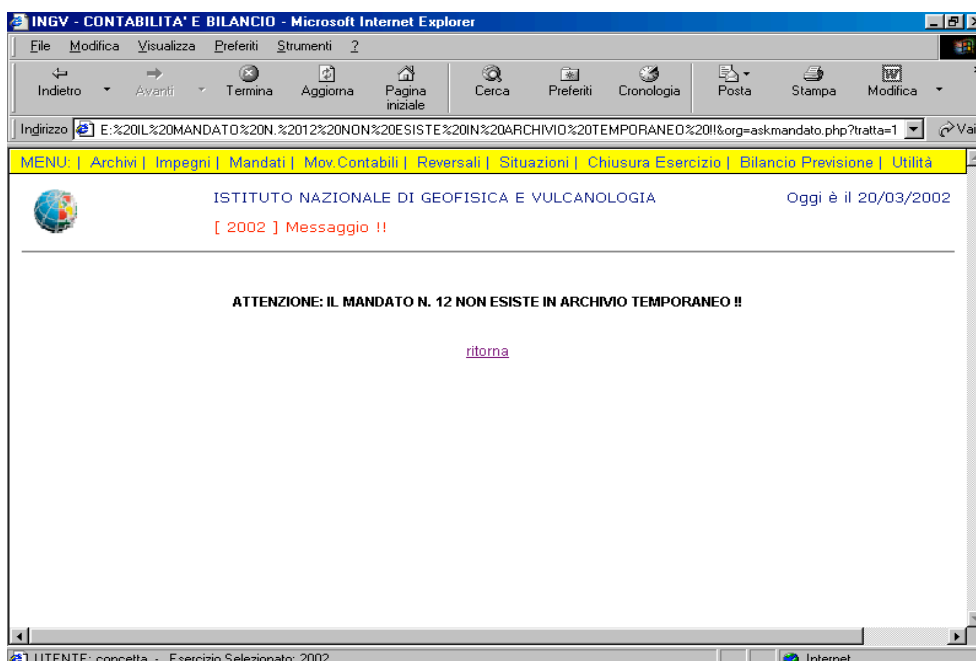 INGV - CONTABILITA' E BILANCIO - Microsoft Internet Explorer
File Modifica Visualizza Preferiti Strumenti ?
Indietro Avanti Termina Aggiorna Pagina iniziale Cerca Preferiti Cronologia Posta Stampa Modifica
Indirizzo E:%20IL%20MANDATO%20N.%2012%20NON%20ESISTE%20IN%20ARCHIVIO%20TEMPORANEO%20!!&org=askmandato.php?tratta=1 Vai
MENU: | Archivi | Impegni | Mandati | Mov.Contabili | Reversali | Situazioni | Chiusura Esercizio | Bilancio Previsione | Utilità
ISTITUTO NAZIONALE DI GEOFISICA E VULCANOLOGIA Oggi è il 20/03/2002
[ 2002 ] Messaggio !!
ATTENZIONE: IL MANDATO N. 12 NON ESISTE IN ARCHIVIO TEMPORANEO !!
ritorna
UTENTE: concetta - Esercizio Selezionato: 2002 Internet